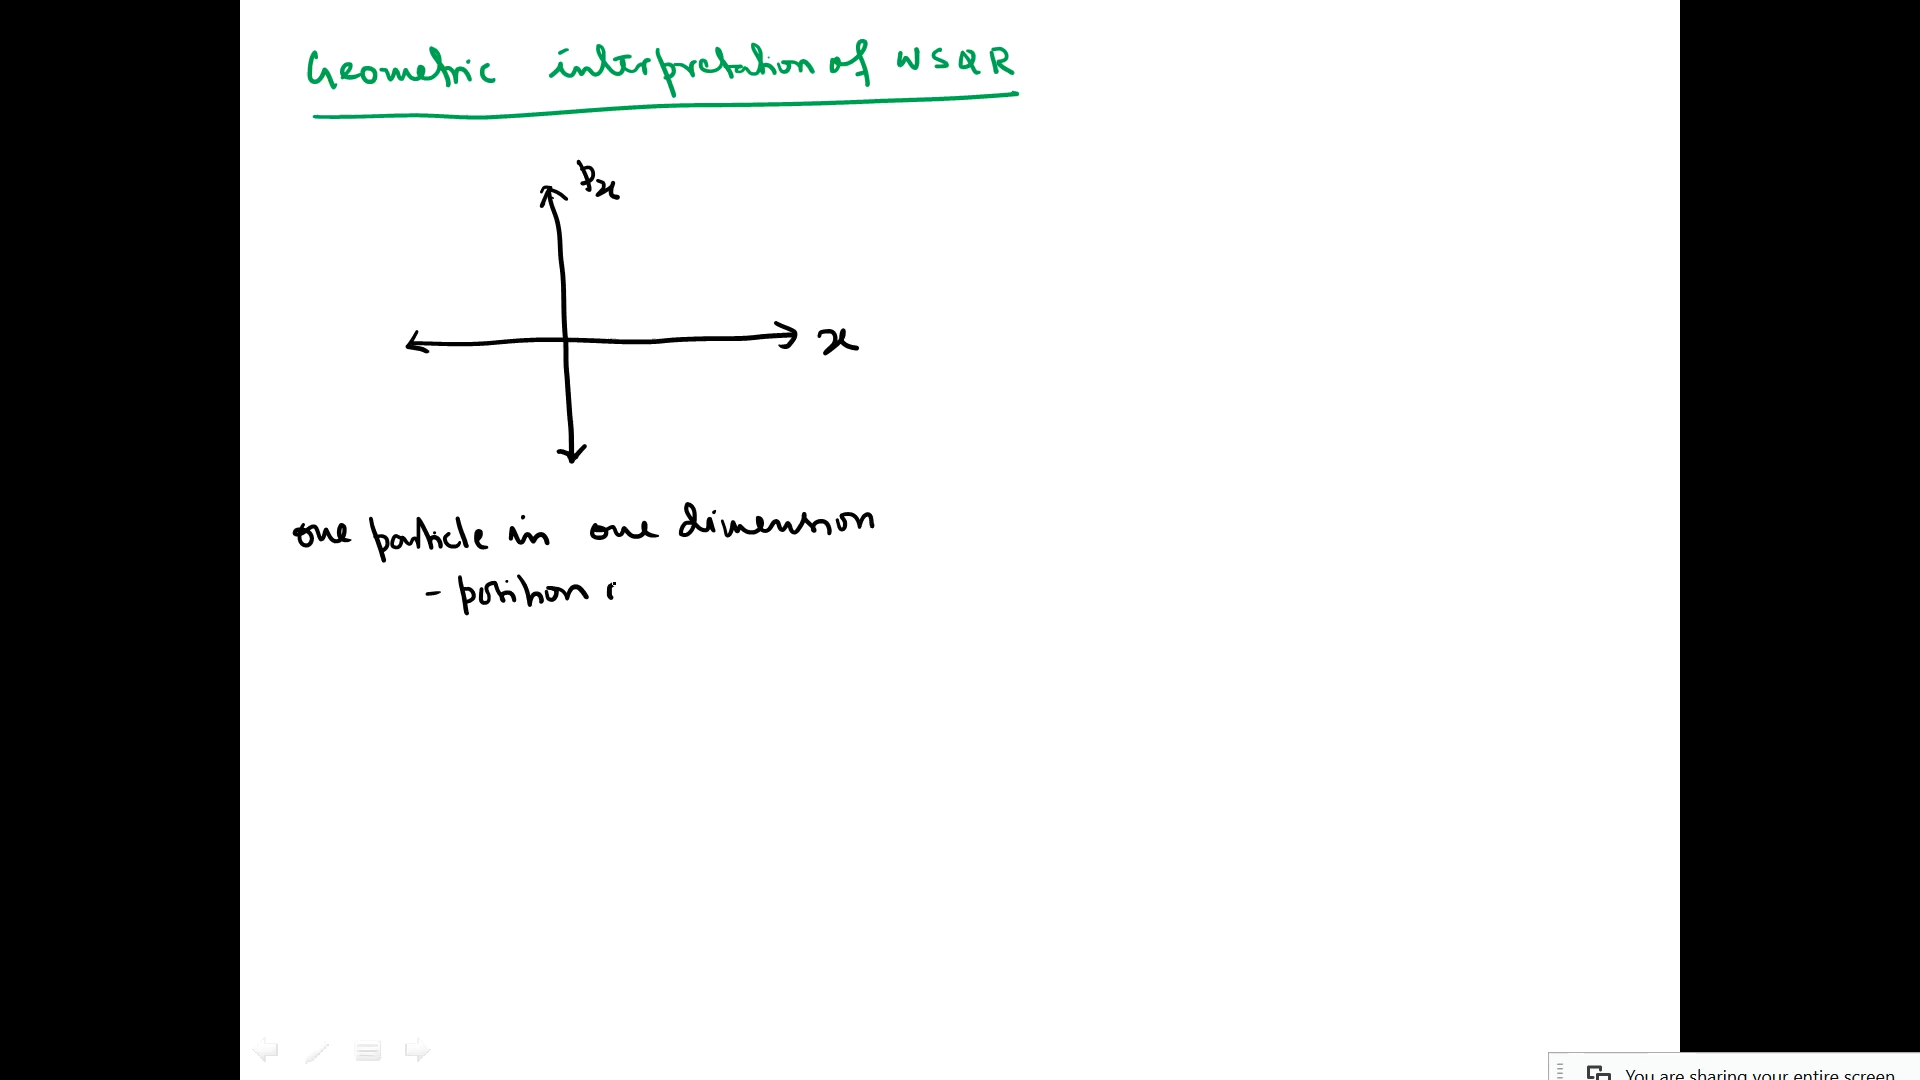 Geometric interpretation of WSQR
px
x
one particle in one dimension
- position
You are sharing your entire screen